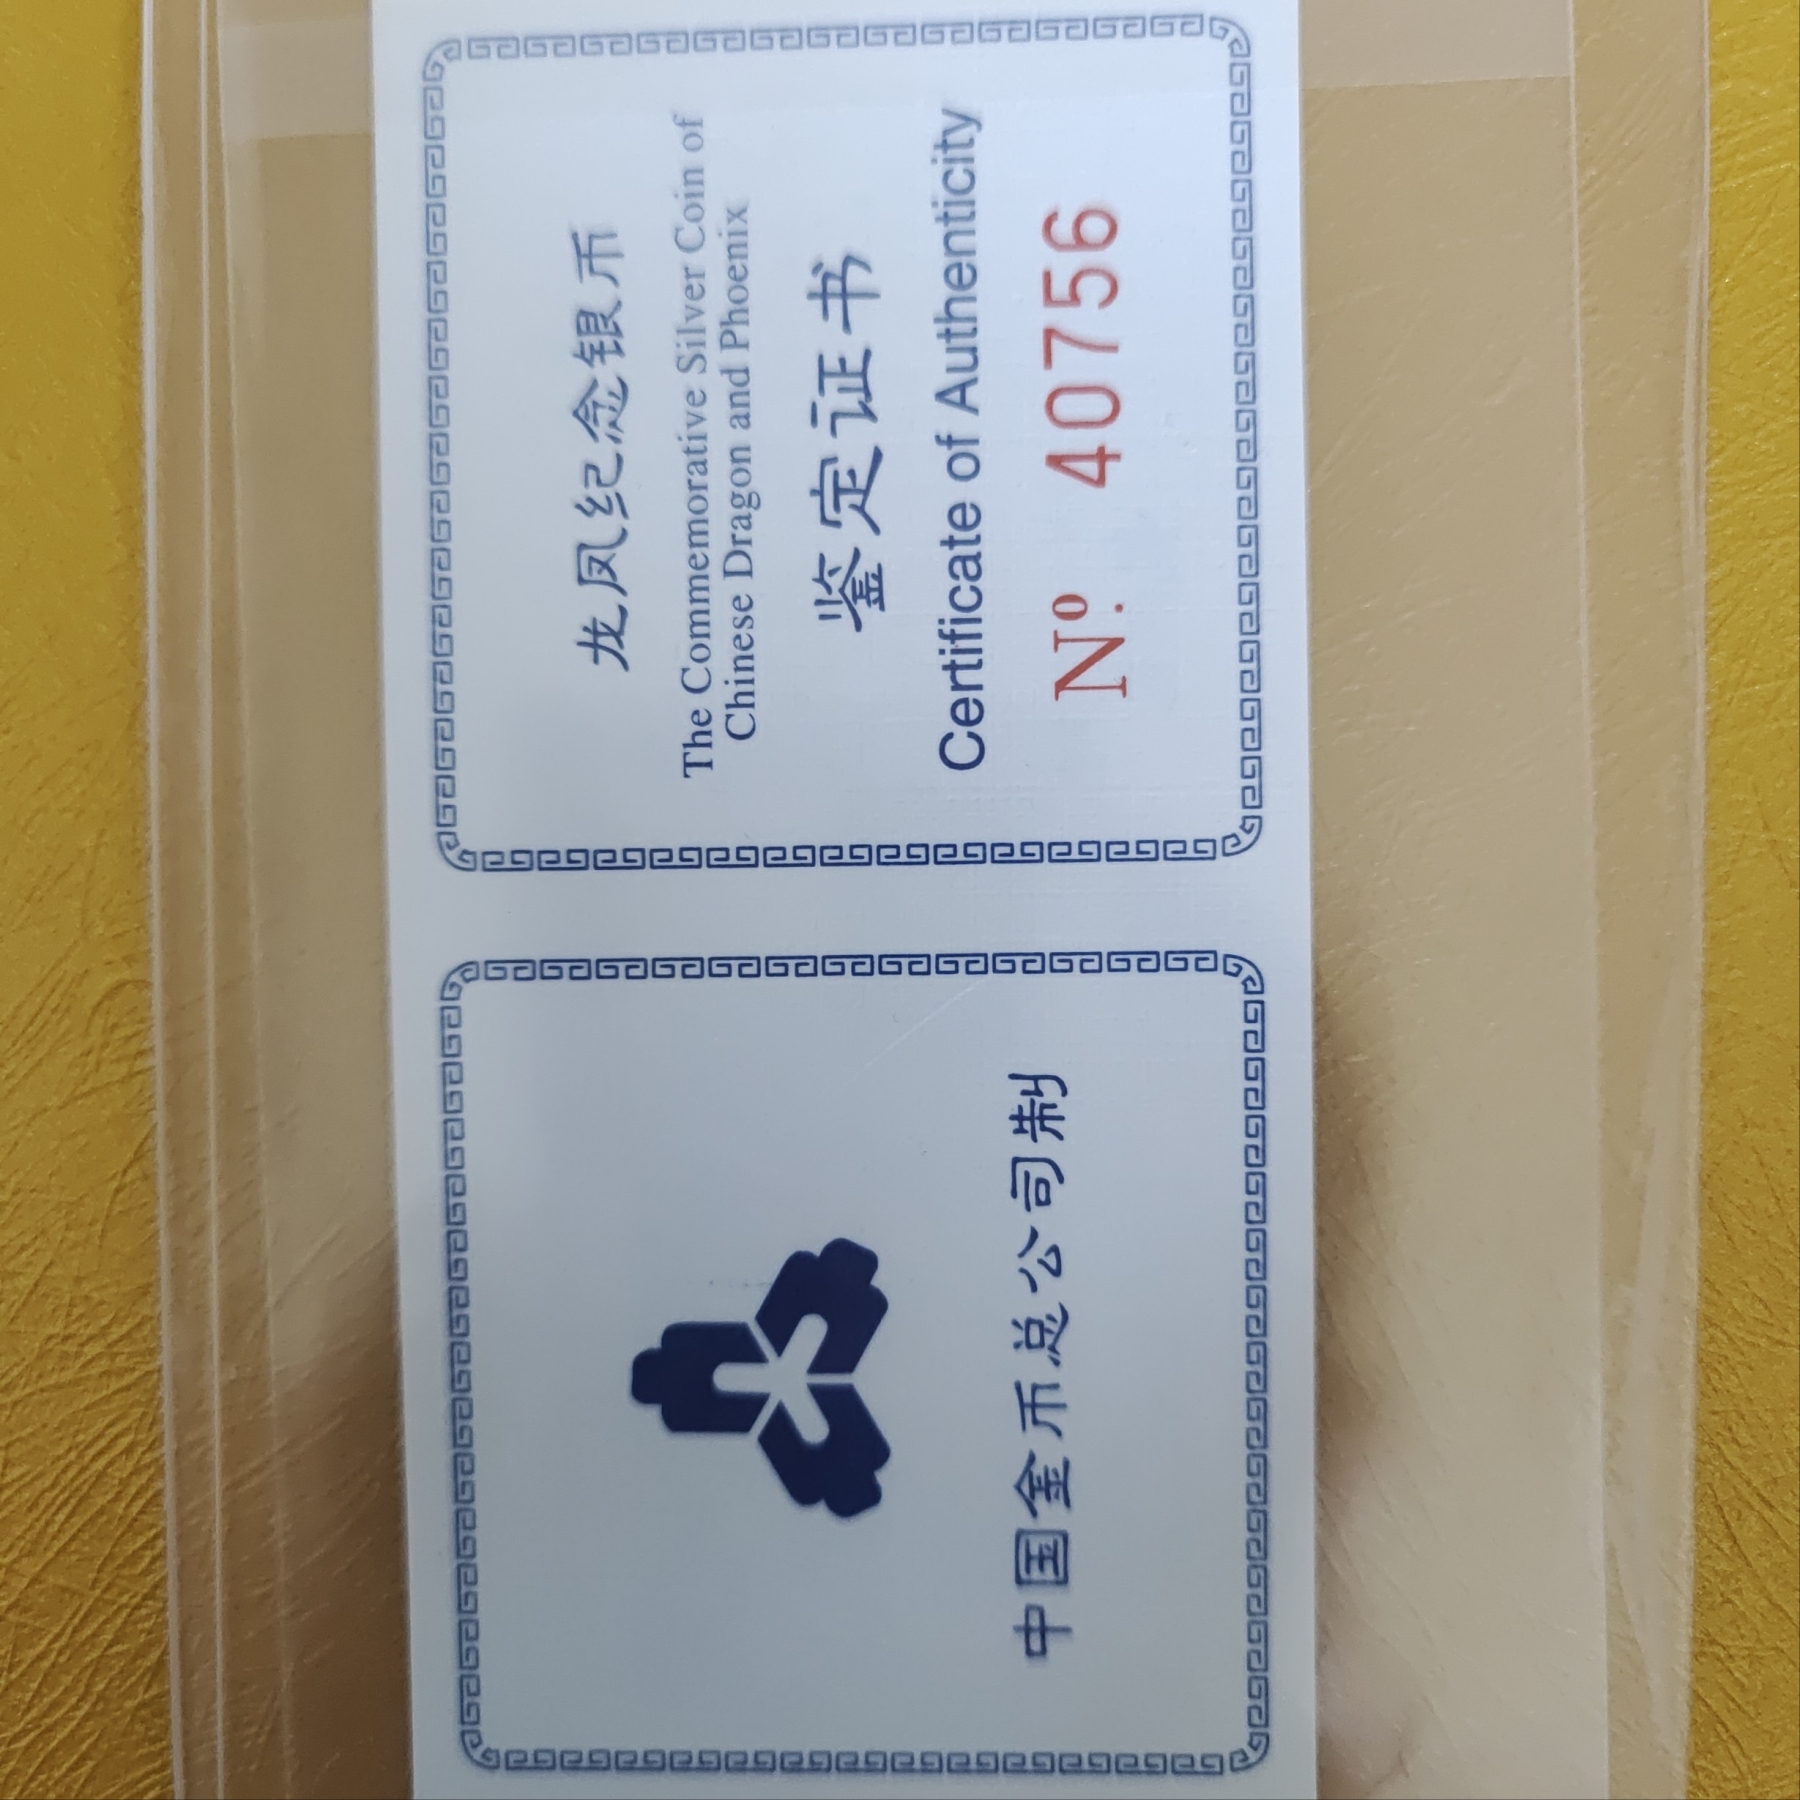 龙凤纪念银币
The Commemorative Silver Coin of
Chinese Dragon and Phoenix
鉴定证书
Certificate of Authenticity
Nº. 40756
中国金币总公司制